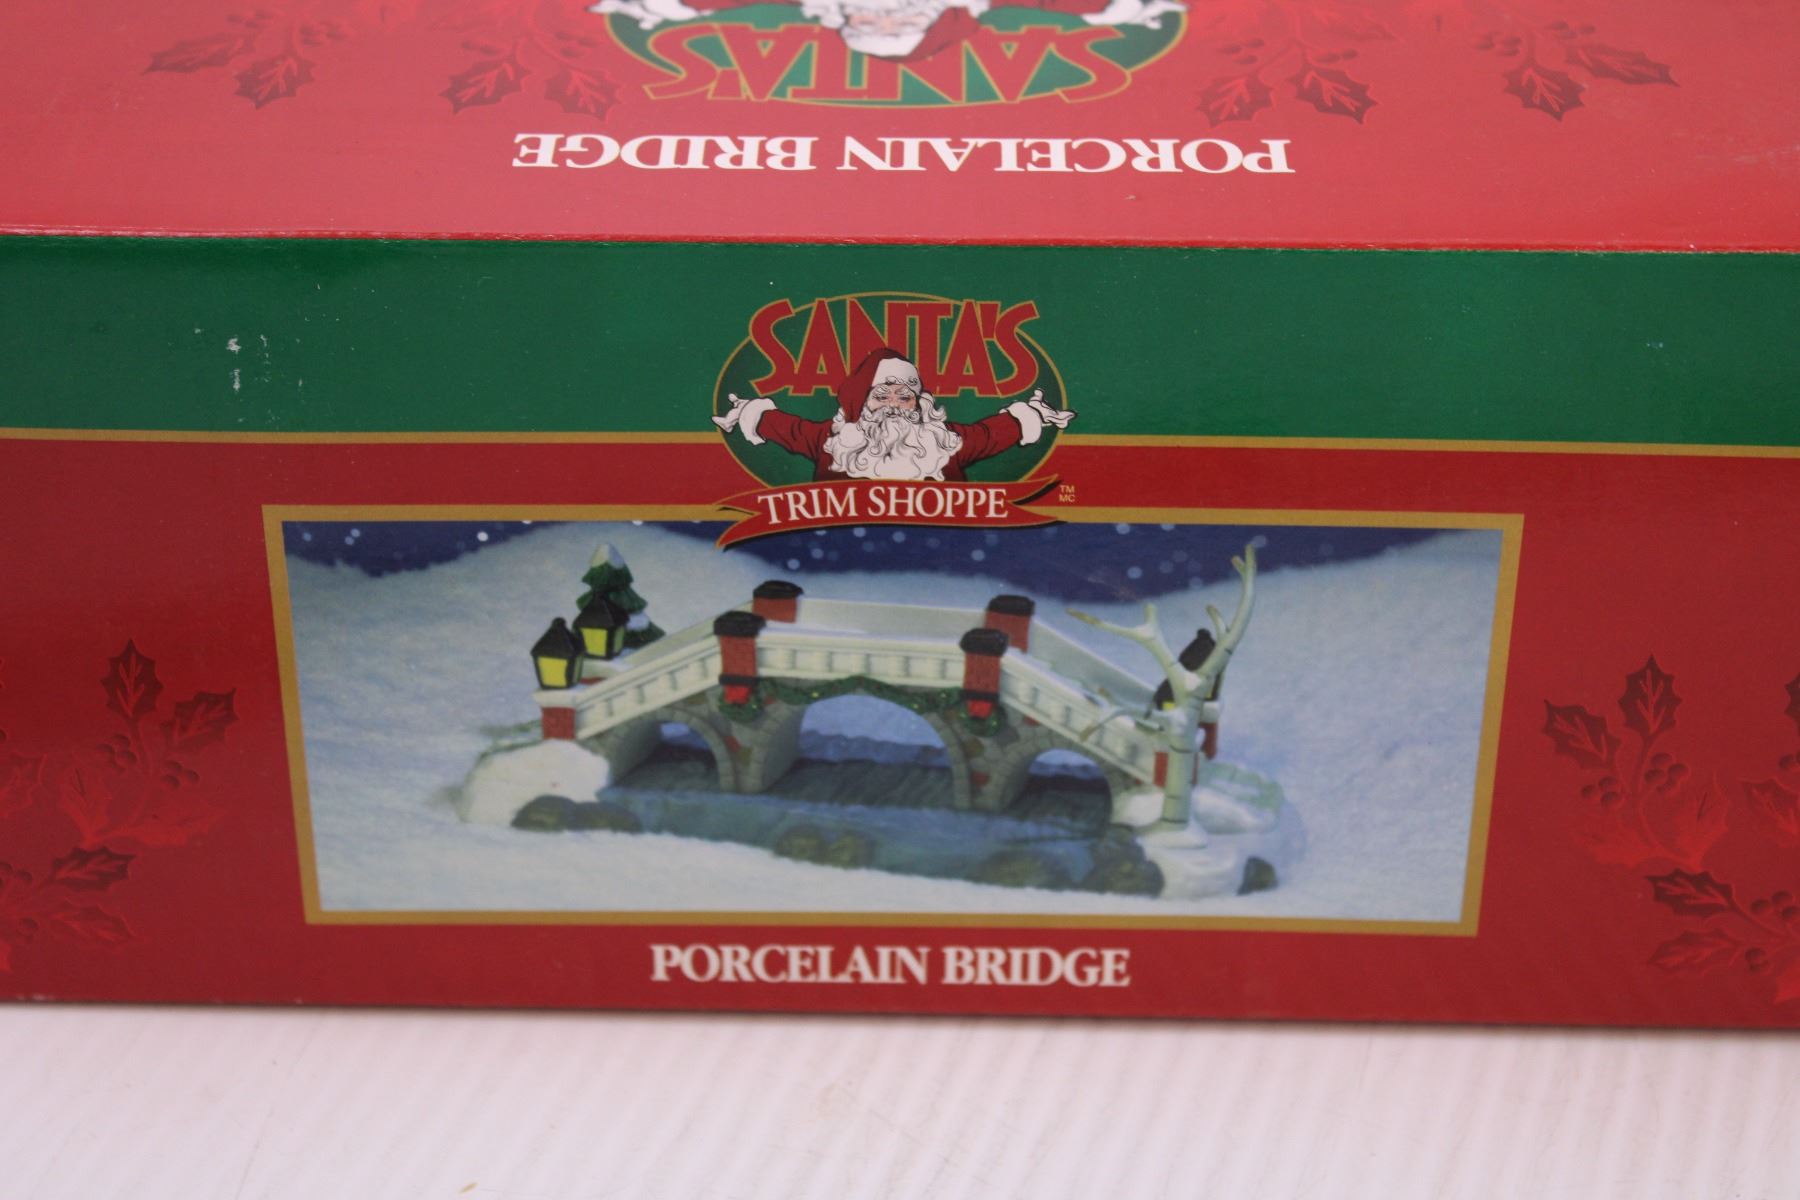 SANTA'S
PORCELAIN BRIDGE
SANTA'S
TRIM SHOPPE
TM
MC
PORCELAIN BRIDGE